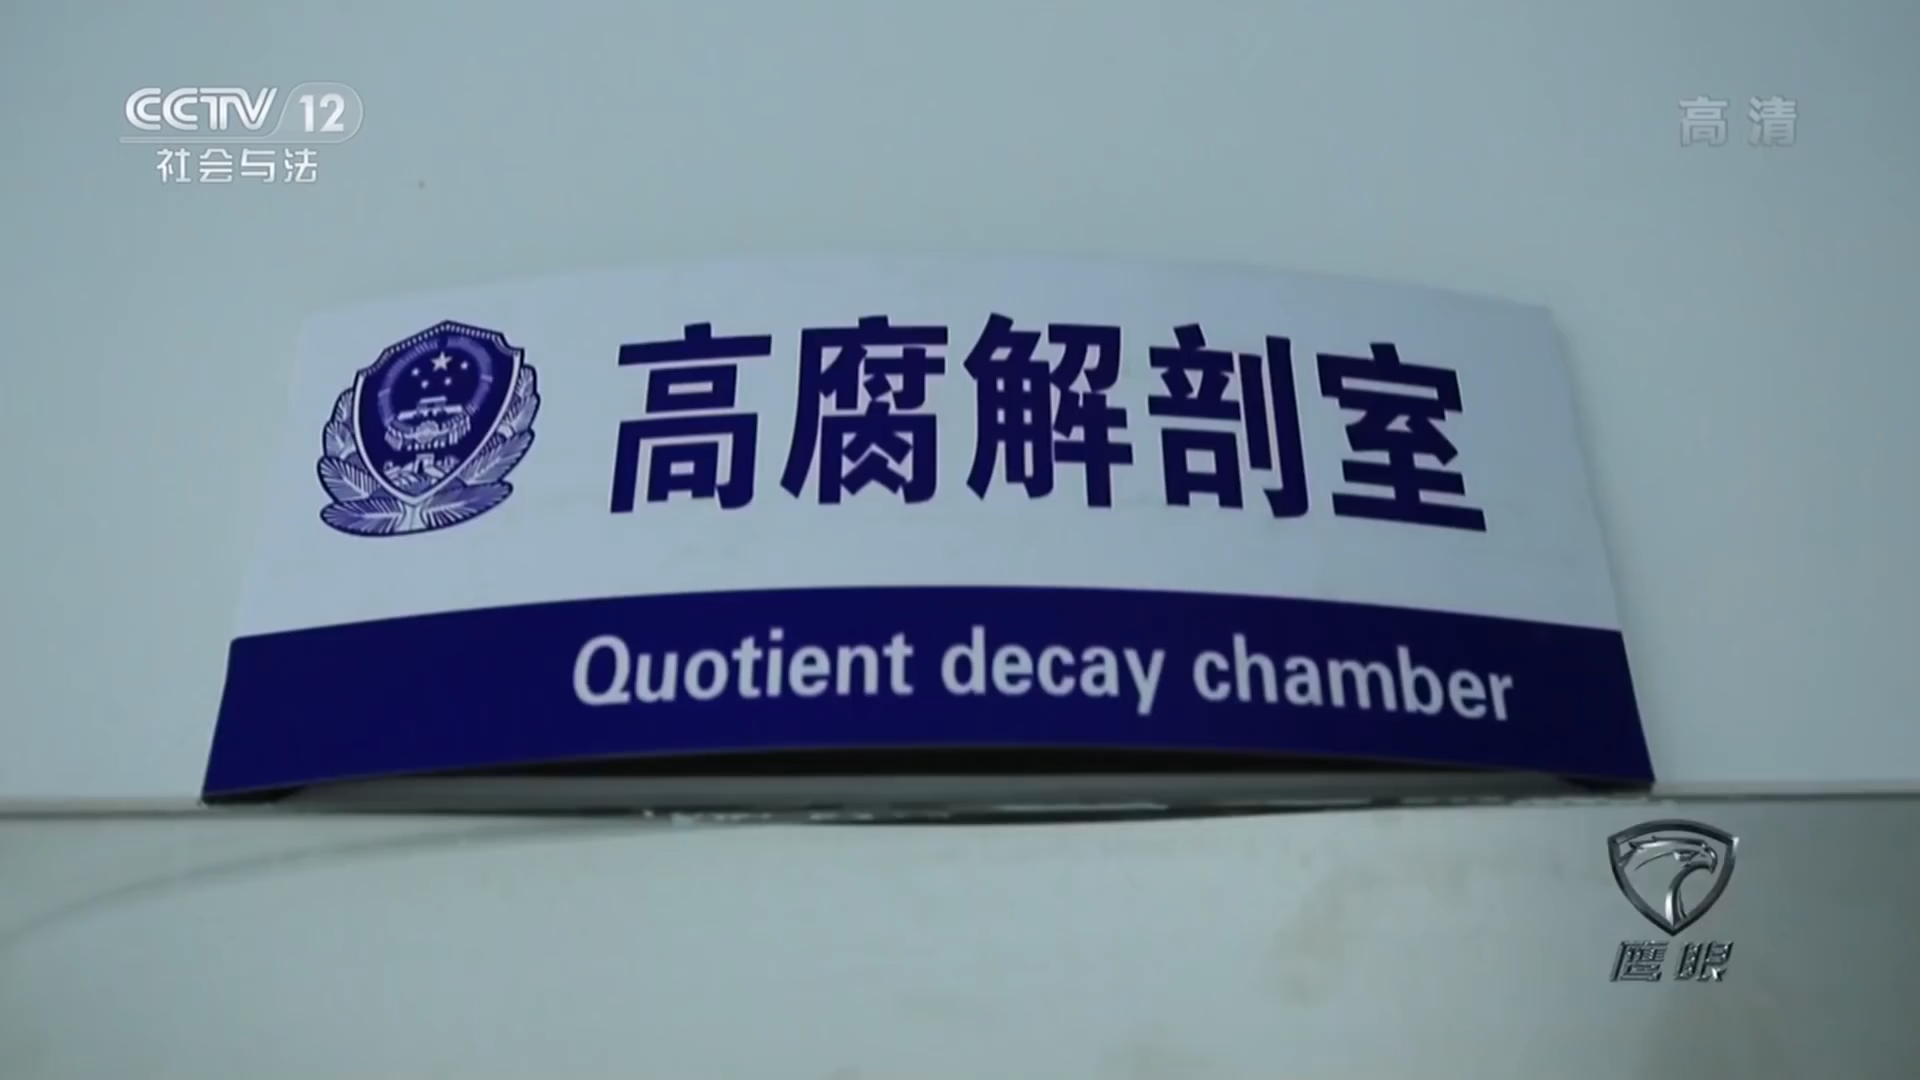 CCTV 12
社会与法
高清
高腐解剖室
Quotient decay chamber
鹰眼